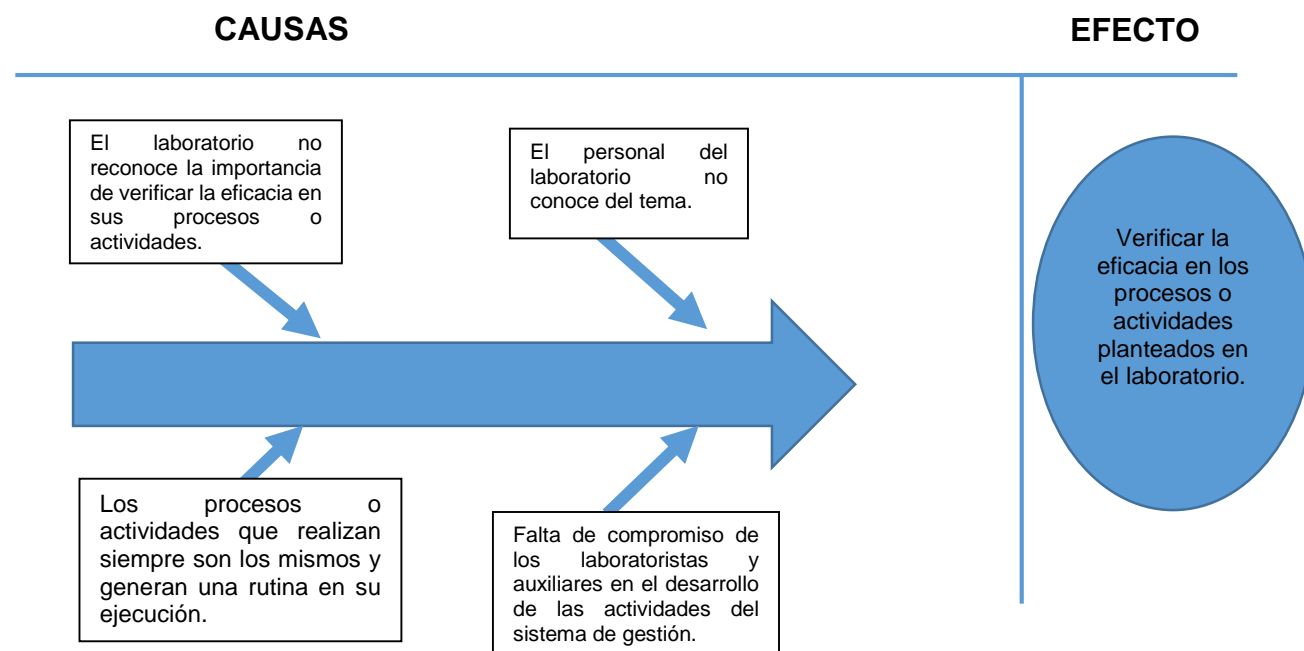 CAUSAS
EFECTO
El laboratorio no
reconoce la importancia
de verificar la eficacia en
sus procesos o
actividades.
El personal del
laboratorio no
conoce del tema.
Verificar la
eficacia en los
procesos o
actividades
planteados en
el laboratorio.
Los procesos o
actividades que realizan
siempre son los mismos y
generan una rutina en su
ejecución.
Falta de compromiso de
los laboratoristas y
auxiliares en el desarrollo
de las actividades del
sistema de gestión.